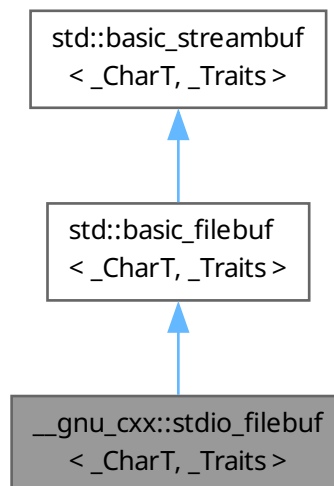 std::basic_streambuf
< _CharT, _Traits >
std::basic_filebuf
< _CharT, _Traits >
__gnu_cxx::stdio_filebuf
< _CharT, _Traits >